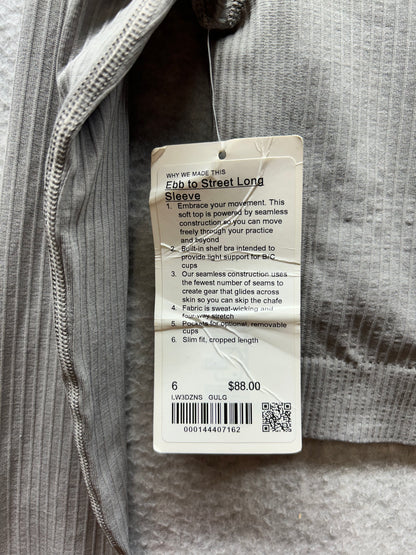 WHY WE MADE THIS
Ebb to Street Long
Sleeve
1. Embrace your movement. This
soft top is powered by seamless
construction so you can move
freely through your practice
and beyond
2. Built-in shelf bra intended to
provide light support for B/C
cups
3. Our seamless construction uses
the fewest number of seams to
create gear that glides across
skin so you can skip the chafe
4. Fabric is sweat-wicking and
four-way stretch
5. Pockets for optional, removable
cups
6. Slim fit, cropped length
6 $88.00
LW3DZNS GULG
000144407162